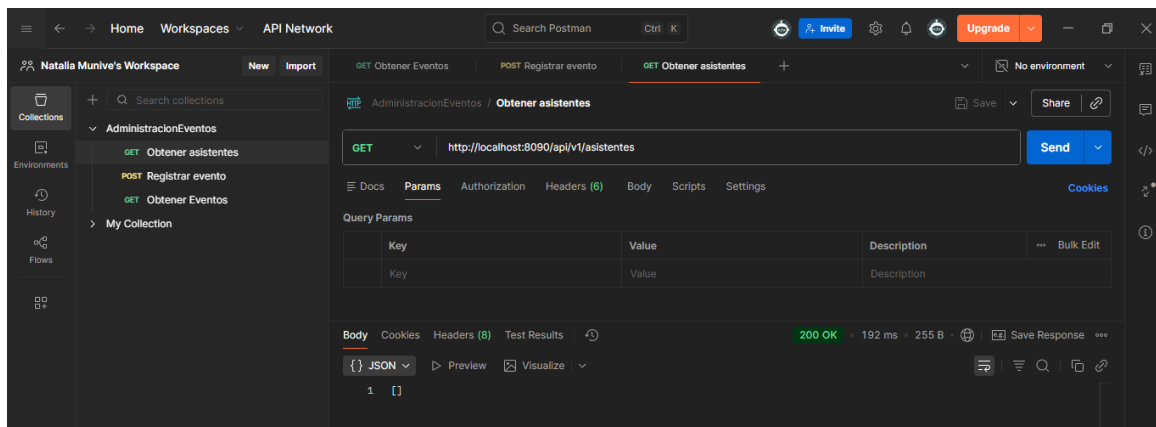 Home Workspaces API Network Search Postman Ctrl K Invite Upgrade
Natalia Munive's Workspace New Import GET Obtener Eventos POST Registrar evento GET Obtener asistentes No environment
Collections Search collections HTTP AdministracionEventos / Obtener asistentes Save Share
AdministracionEventos
GET Obtener asistentes GET http://localhost:8090/api/v1/asistentes Send
Environments
POST Registrar evento
Docs Params Authorization Headers (6) Body Scripts Settings Cookies
GET Obtener Eventos
History
Query Params
My Collection
Key Value Description Bulk Edit
Flows
Key Value Description
Body Cookies Headers (8) Test Results 200 OK 192 ms 255 B e.g. Save Response
{} JSON Preview Visualize
1 []